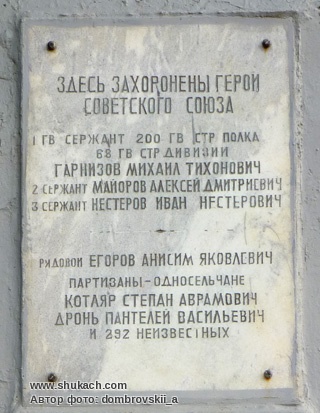 ЗДЕСЬ ЗАХОРОНЕНЫ ГЕРОИ
СОВЕТСКОГО СОЮЗА
1 ГВ СЕРЖАНТ 200 ГВ СТР ПОЛКА
68 ГВ СТР ДИВИЗИИ
ГАРНИЗОВ МИХАИЛ ТИХОНОВИЧ
2 СЕРЖАНТ МАЙОРОВ АЛЕКСЕЙ ДМИТРИЕВИЧ
3 СЕРЖАНТ НЕСТЕРОВ ИВАН НЕСТЕРОВИЧ
РЯДОВОЙ ЕГОРОВ АНИСИМ ЯКОВЛЕВИЧ
ПАРТИЗАНЫ-ОДНОСЕЛЬЧАНЕ
КОТЛЯР СТЕПАН АВРАМОВИЧ
ДРОНЬ ПАНТЕЛЕЙ ВАСИЛЬЕВИЧ
И 292 НЕИЗВЕСТНЫХ
www.shukach.com
Автор фото: dombrovskii_a